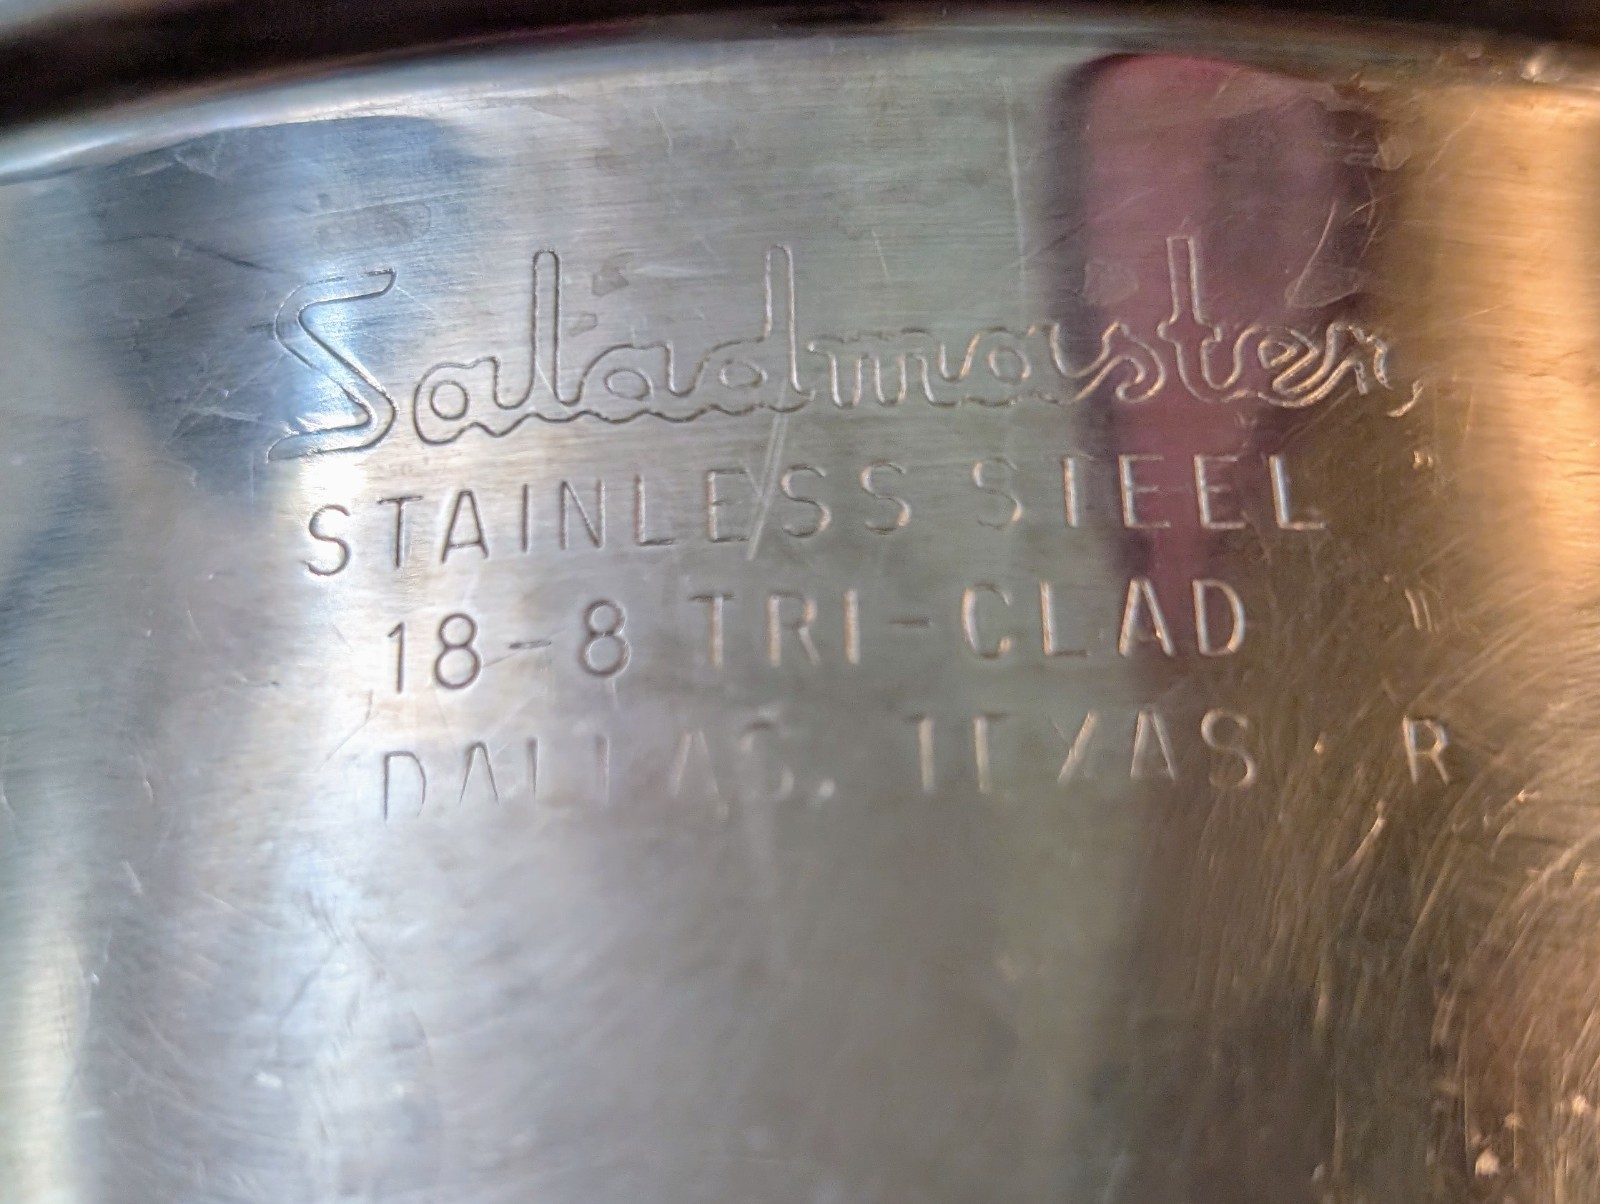 Saladmaster
STAINLESS STEEL
18-8 TRI-CLAD
DALLAS, TEXAS R